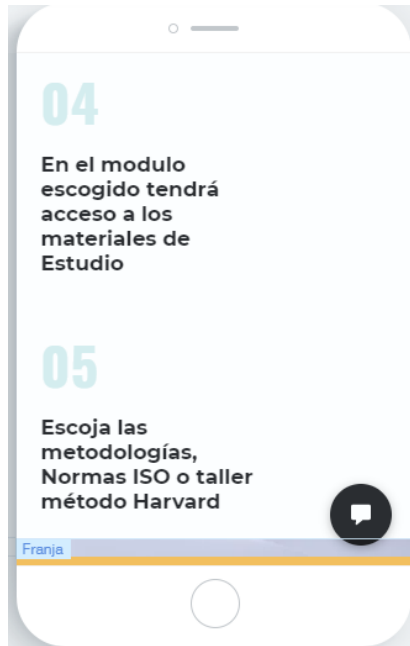 04
En el modulo
escogido tendrá
acceso a los
materiales de
Estudio
05
Escoja las
metodologías,
Normas ISO o taller
método Harvard
Franja